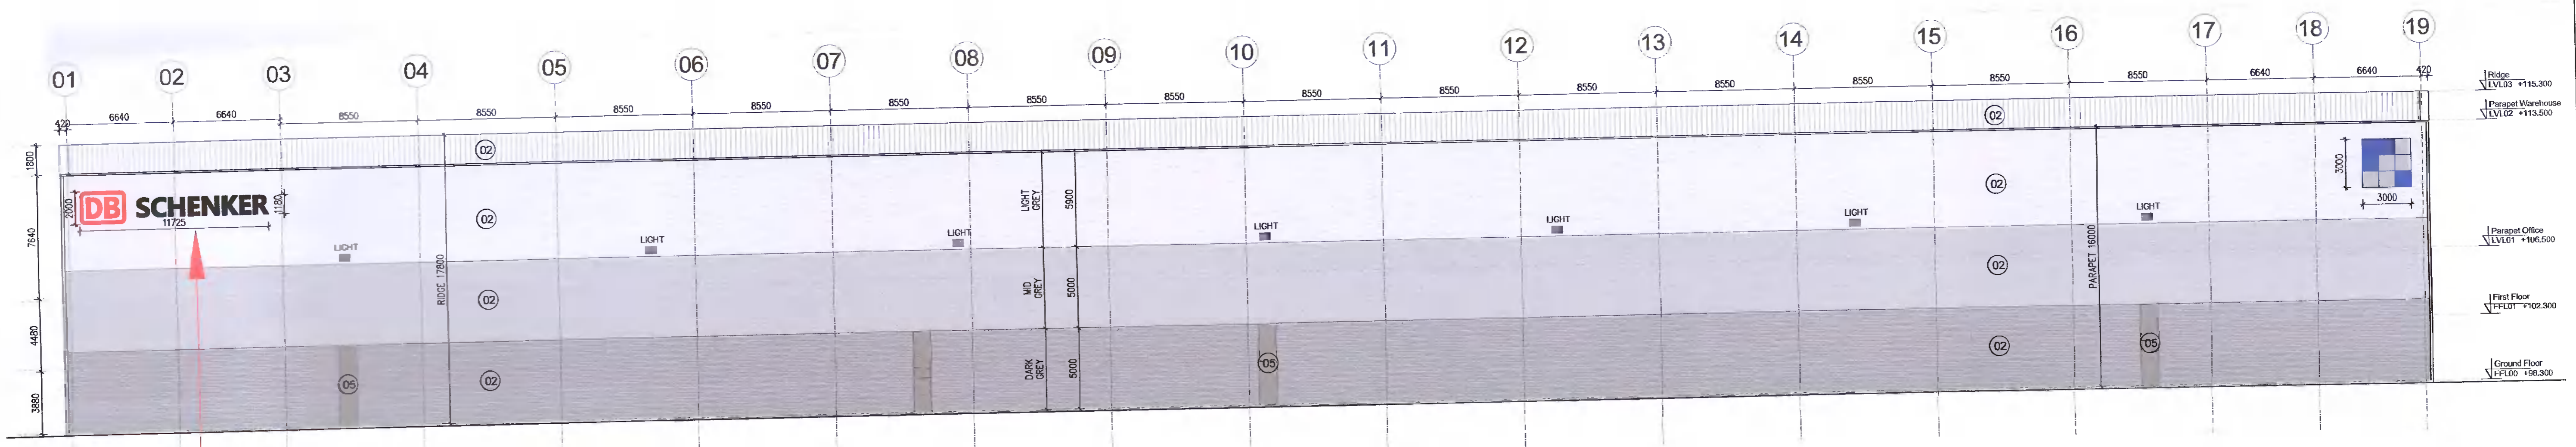 01 02 03 04 05 06 07 08 09 10 11 12 13 14 15 16 17 18 19
420 6640 6640 8550 8550 8550 8550 8550 8550 8550 8550 8550 8550 8550 8550 8550 8550 6640 6640 420
Ridge
LVL03 +115.300
Parapet Warehouse
LVL02 +113.500
Parapet Office
LVL01 +106.500
First Floor
FFL01 +102.300
Ground Floor
FFL00 +98.300
1800
7640
4480
3880
2000
DB SCHENKER
1180
11725
LIGHT
LIGHT
LIGHT
LIGHT
LIGHT
LIGHT
LIGHT
02
02
02
02
RIDGE 17800
LIGHT GREY
5900
MID GREY
5000
DARK GREY
5000
02
02
02
02
PARAPET 16000
3000
3000
05
05
05